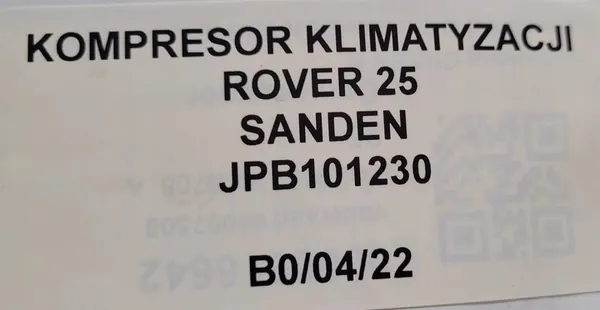 KOMPRESOR KLIMATYZACJI
ROVER 25
SANDEN
JPB101230
B0/04/22